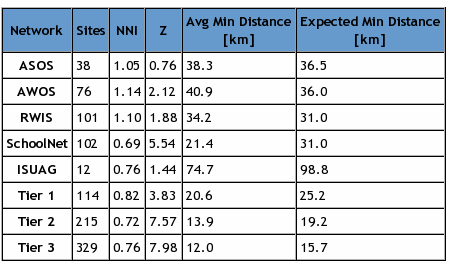 Network Sites NNI Z Avg Min Distance [km] Expected Min Distance [km]
ASOS 38 1.05 0.76 38.3 36.5
AWOS 76 1.14 2.12 40.9 36.0
RWIS 101 1.10 1.88 34.2 31.0
SchoolNet 102 0.69 5.54 21.4 31.0
ISUAG 12 0.76 1.44 74.7 98.8
Tier 1 114 0.82 3.83 20.6 25.2
Tier 2 215 0.72 7.57 13.9 19.2
Tier 3 329 0.76 7.98 12.0 15.7